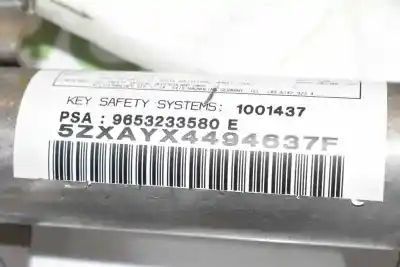 KEY SAFETY SYSTEMS: 1001437
PSA : 9653233580 E
5ZXAYX4494637F